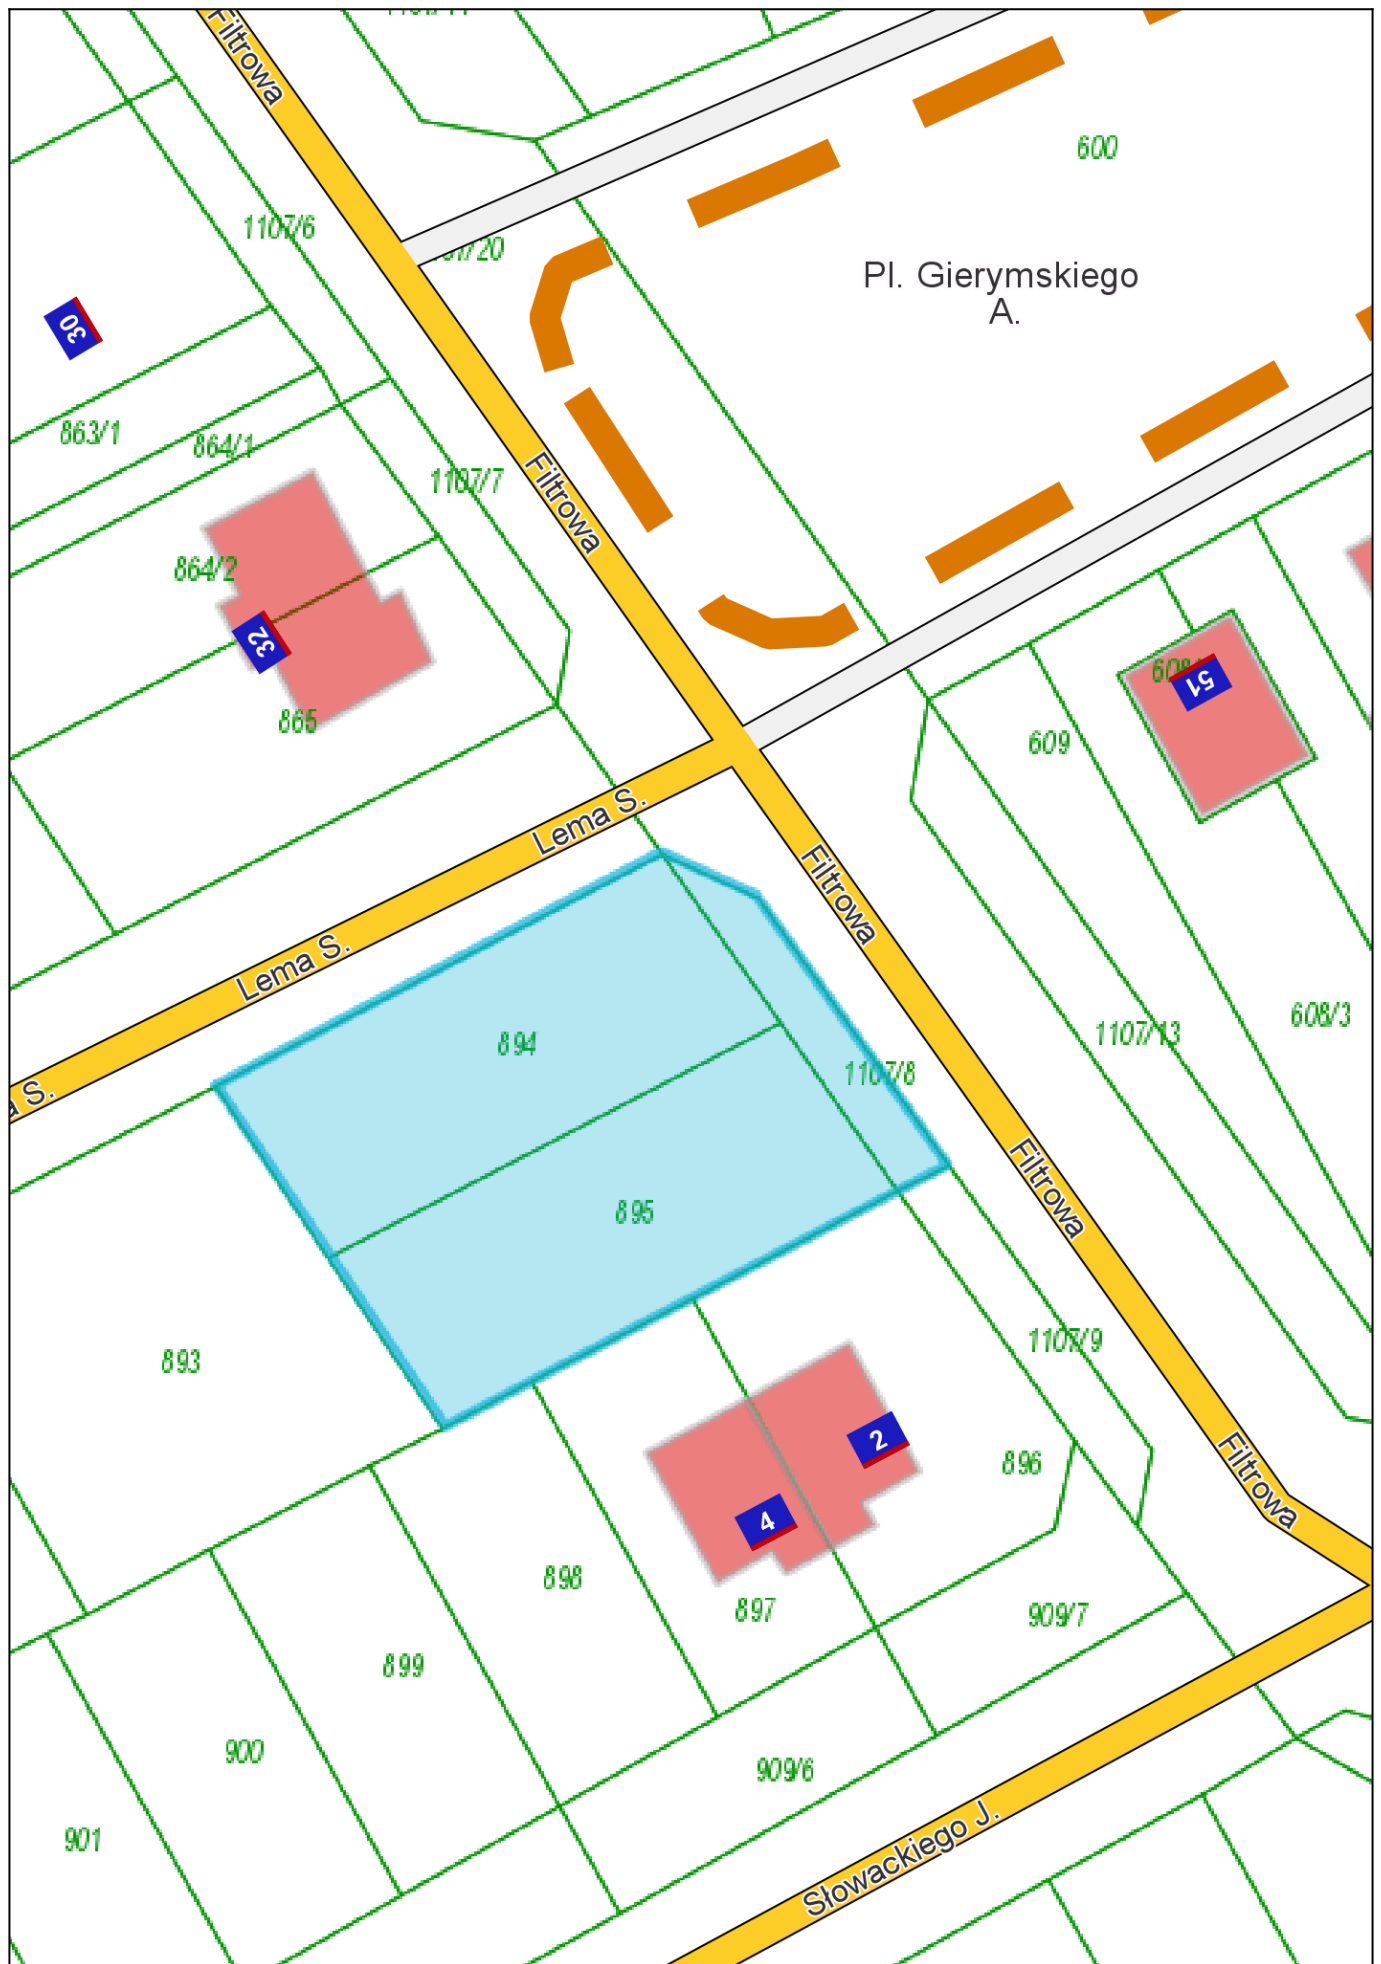 Filtrowa
600
1107/6
Pl. Gierymskiego
A.
30
863/1
864/1
1107/7
Filtrowa
864/2
32
865
51
609
Lema S.
Filtrowa
Lema S.
894
1107/8
1107/13
608/3
S.
895
Filtrowa
893
1107/9
2
896
Filtrowa
4
898
897
909/7
899
900
909/6
901
Słowackiego J.